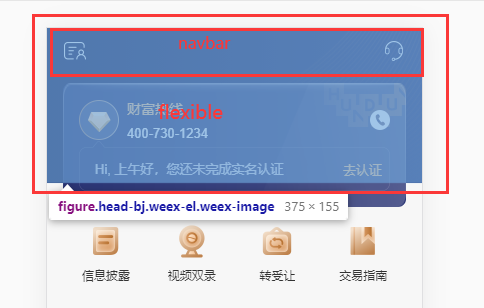 navbar
财富热线
flexible
400-730-1234
HUADU
Hi, 上午好，您还未完成实名认证
去认证
figure.head-bj.weex-el.weex-image 375 × 155
信息披露 视频双录 转受让 交易指南